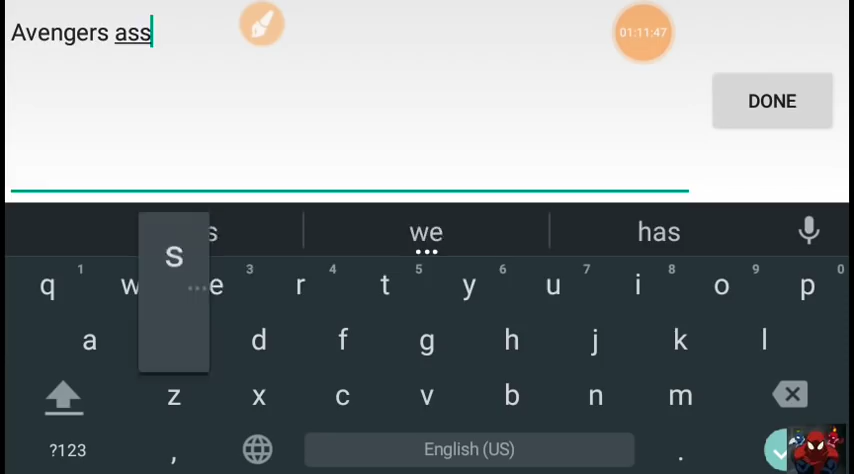 Avengers ass
01:11:47
DONE
s we has
s
1 3 4 5 6 7 8 9 0
q w e r t y u i o p
a d f g h j k l
z x c v b n m
?123 , English (US) .